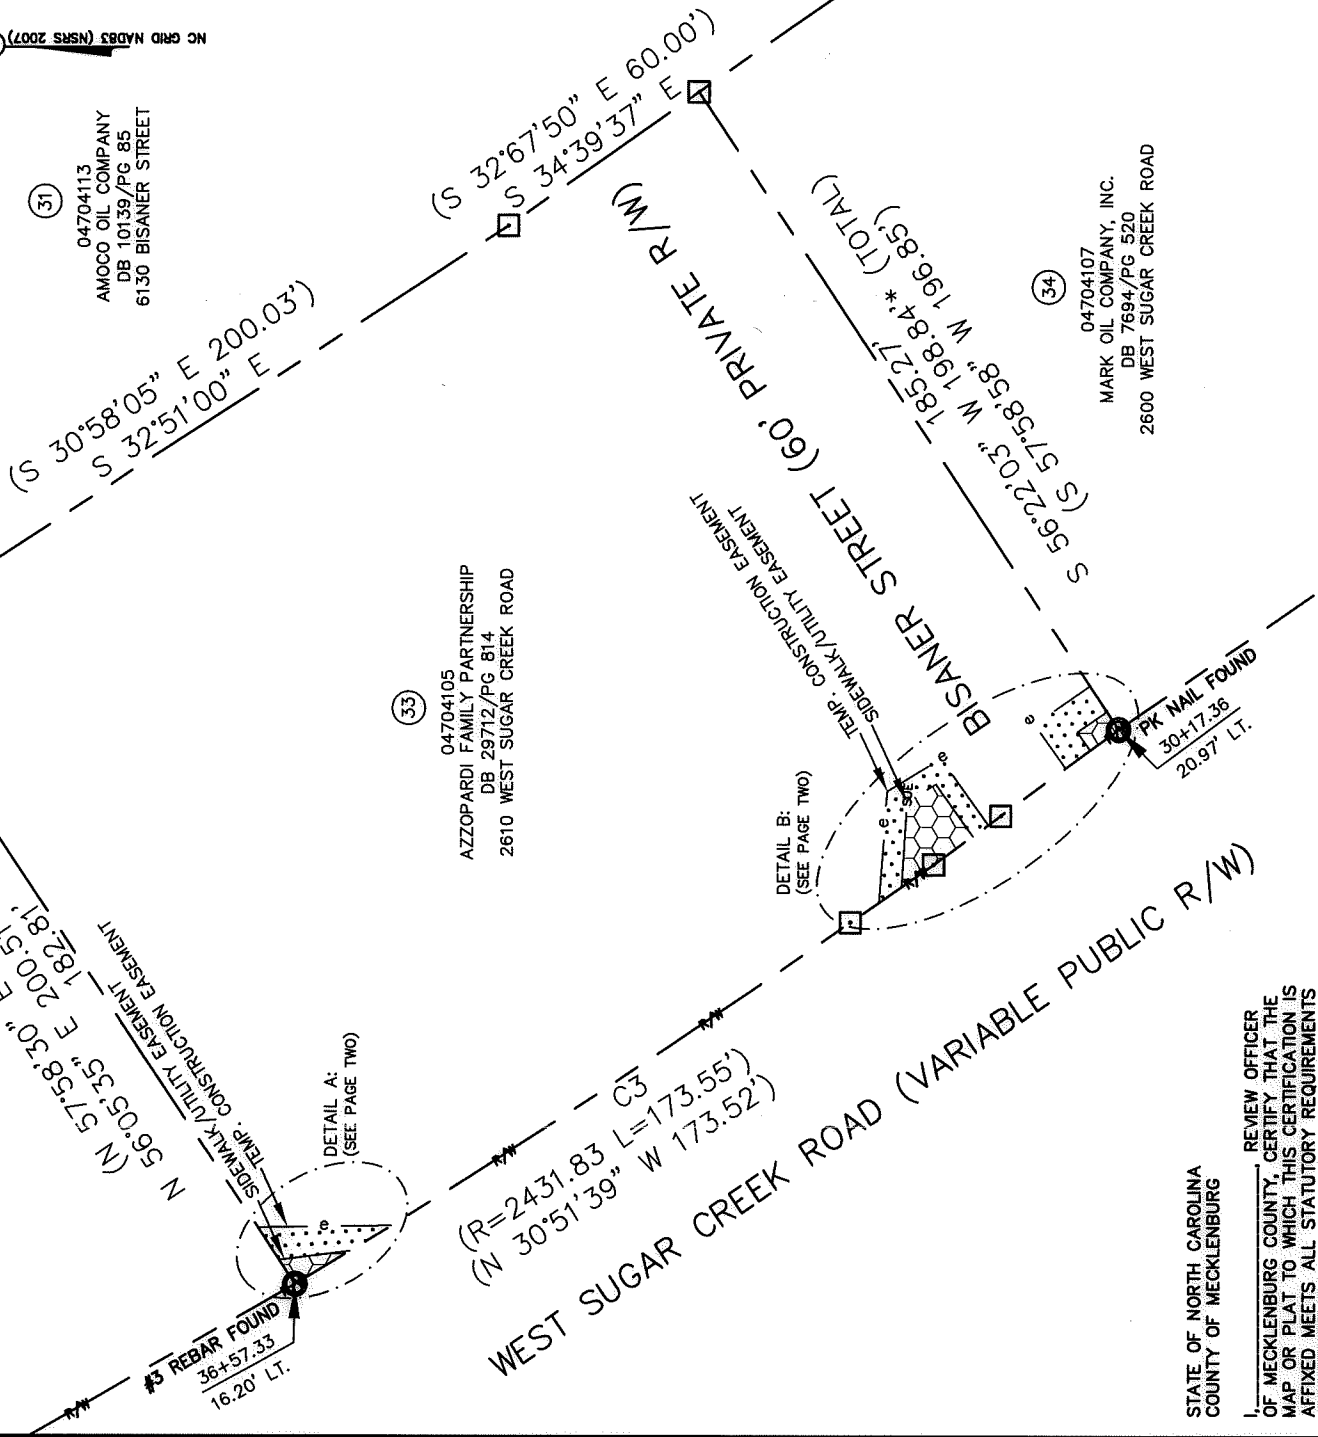 NC GRID NAD83 (NSRS 2007)
31
04704113
AMOCO OIL COMPANY
DB 10139/PG 85
6130 BISANER STREET
(S 32°67'50" E 60.00')
S 34°39'37" E
(S 30°58'05" E 200.03')
S 32°51'00" E
BISANER STREET (60' PRIVATE R/W)
185.27'
S 56°22'03" W 198.84'* (TOTAL)
(S 57°58'58" W 196.85')
34
04704107
MARK OIL COMPANY, INC.
DB 7694/PG 520
2600 WEST SUGAR CREEK ROAD
33
04704105
AZZOPARDI FAMILY PARTNERSHIP
DB 29712/PG 814
2610 WEST SUGAR CREEK ROAD
TEMP. CONSTRUCTION EASEMENT
SIDEWALK/UTILITY EASEMENT
DETAIL B:
(SEE PAGE TWO)
e
e
SUE
e
R/W
PK NAIL FOUND
30+17.36
20.97' LT.
(N 57°58'30" E 200.51'
N 56°05'35" E 182.81'
SIDEWALK/UTILITY EASEMENT
TEMP. CONSTRUCTION EASEMENT
DETAIL A:
(SEE PAGE TWO)
e
#3 REBAR FOUND
36+57.33
16.20' LT.
R/W
R/W
R/W
C3
(R=2431.83 L=173.55')
(N 30°51'39" W 173.52')
WEST SUGAR CREEK ROAD (VARIABLE PUBLIC R/W)
STATE OF NORTH CAROLINA
COUNTY OF MECKLENBURG
I,____________, REVIEW OFFICER
OF MECKLENBURG COUNTY, CERTIFY THAT THE
MAP OR PLAT TO WHICH THIS CERTIFICATION IS
AFFIXED MEETS ALL STATUTORY REQUIREMENTS